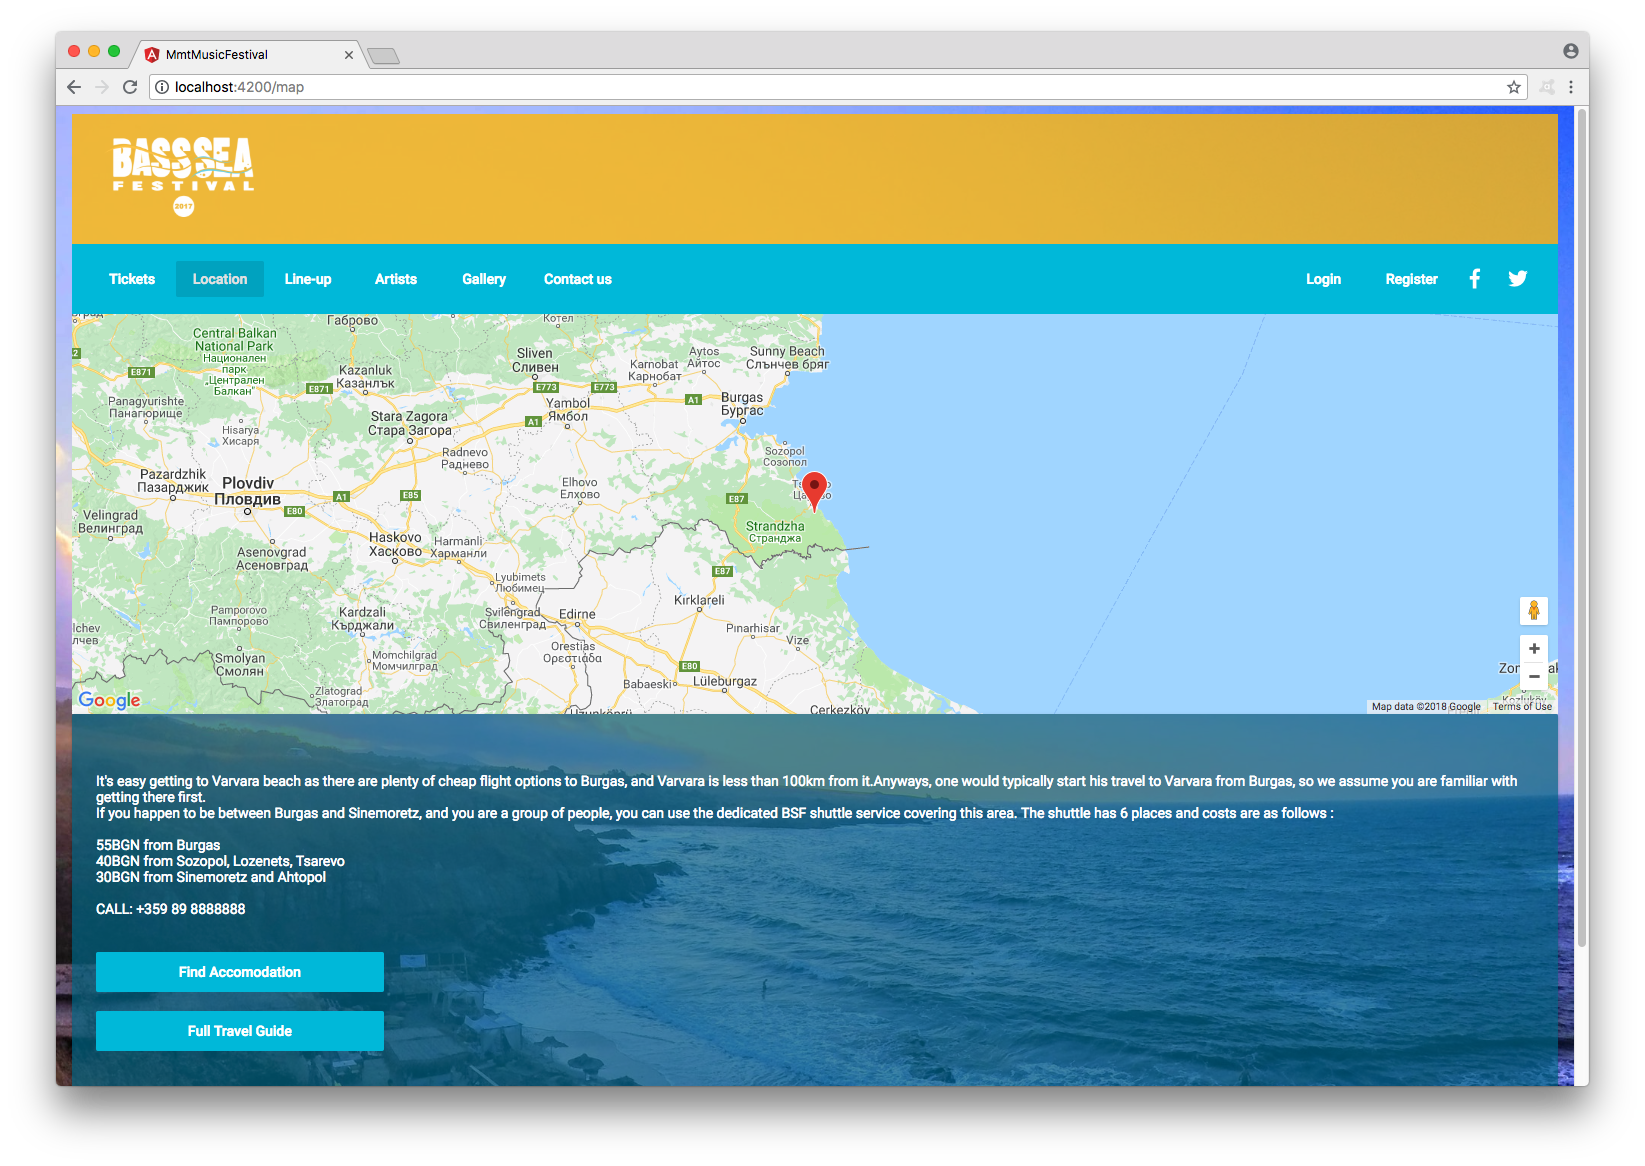 MmtMusicFestival
localhost:4200/map
BASSSEA
FESTIVAL
2017
Tickets
Location
Line-up
Artists
Gallery
Contact us
Login
Register
Габрово
Котел
Central Balkan
National Park
Национален
парк
„Централен
Балкан"
E871
E871
Kazanluk
Казанлък
Sliven
Сливен
E773
E773
Karnobat
Карнобат
Aytos
Айтос
Sunny Beach
Слънчев бряг
Panagyurishte
Панагюрище
Hisarya
Хисаря
Stara Zagora
Стара Загора
Yambol
Ямбол
A1
A1
Burgas
Бургас
Radnevo
Раднево
Sozopol
Созопол
Pazardzhik
Пазарджик
Plovdiv
Пловдив
A1
E85
E80
Elhovo
Елхово
E87
Strandzha
Странджа
Velingrad
Велинград
Asenovgrad
Асеновград
Haskovo
Хасково
Harmanli
Харманли
Lyubimets
Любимец
E87
Kırklareli
Pamporovo
Пампорово
Kardzali
Кърджали
Svilengrad
Свиленград
Edirne
Pınarhisar
Vize
lchev
лчев
Smolyan
Смолян
Momchilgrad
Момчилград
Orestias
Ορεστιάδα
E80
Babaeski
Lüleburgaz
Zlatograd
Златоград
Uzunköprü
Çerkezköy
Google
Map data ©2018 Google
Terms of Use
It's easy getting to Varvara beach as there are plenty of cheap flight options to Burgas, and Varvara is less than 100km from it.Anyways, one would typically start his travel to Varvara from Burgas, so we assume you are familiar with
getting there first.
If you happen to be between Burgas and Sinemoretz, and you are a group of people, you can use the dedicated BSF shuttle service covering this area. The shuttle has 6 places and costs are as follows :
55BGN from Burgas
40BGN from Sozopol, Lozenets, Tsarevo
30BGN from Sinemoretz and Ahtopol
CALL: +359 89 8888888
Find Accomodation
Full Travel Guide